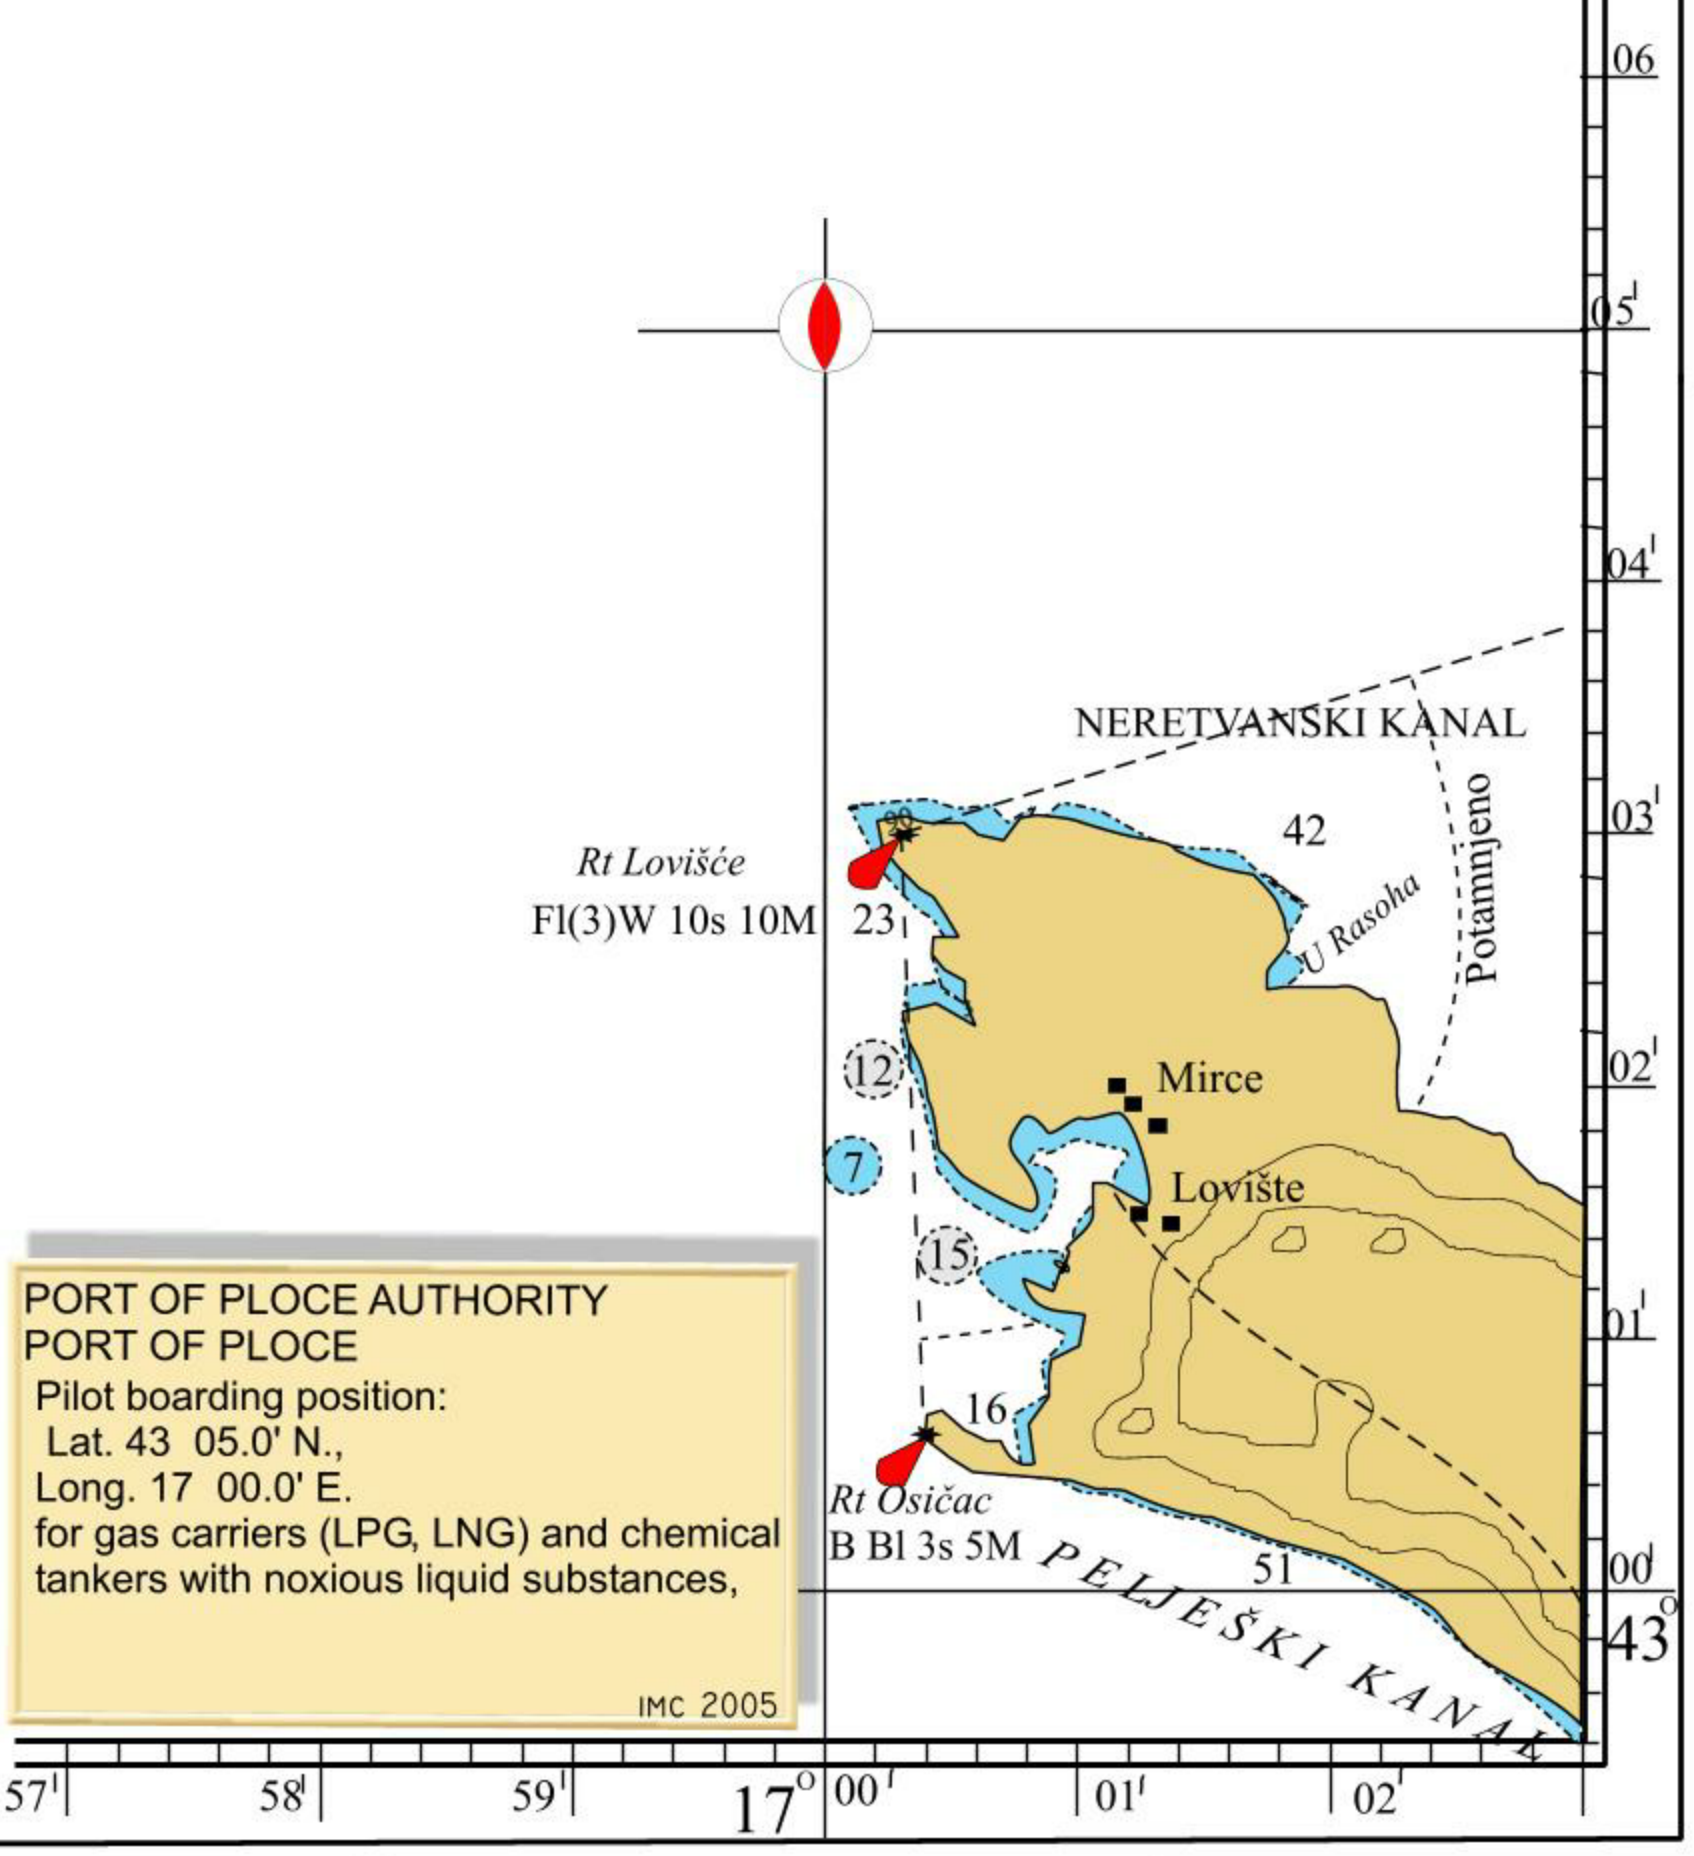 06
05'
04'
NERETVANSKI KANAL
Potamnjeno
03'
90
42
Rt Lovišće
Fl(3)W 10s 10M
23
U Rasoha
02'
12
Mirce
7
Lovište
15
01'
PORT OF PLOCE AUTHORITY
PORT OF PLOCE
Pilot boarding position:
Lat. 43 05.0' N.,
Long. 17 00.0' E.
for gas carriers (LPG, LNG) and chemical
tankers with noxious liquid substances,
IMC 2005
16
Rt Osičac
B Bl 3s 5M
PELJEŠKI KANAL
51
00'
43°
57'
58'
59'
17° 00'
01'
02'